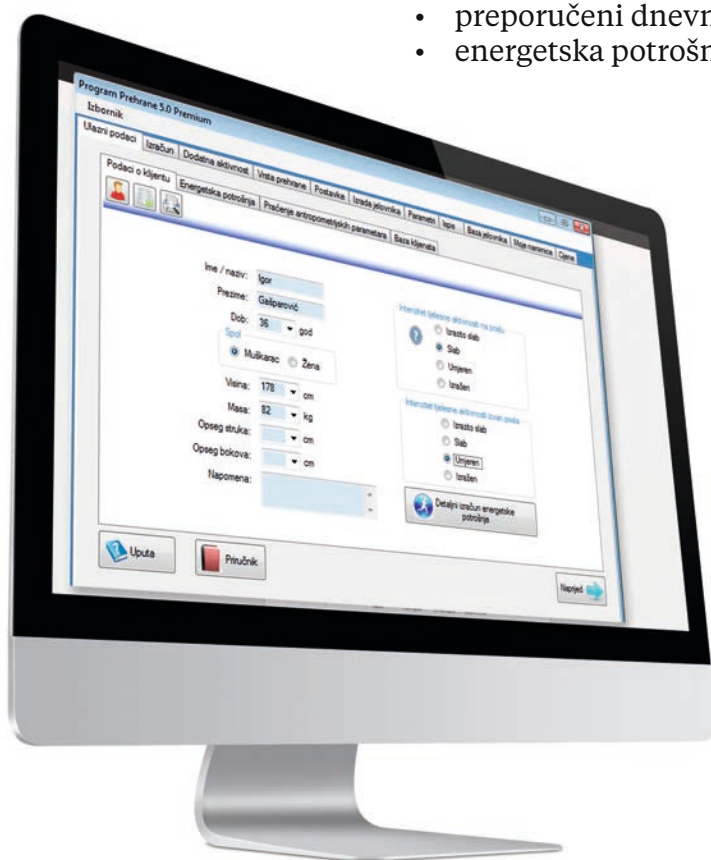 • preporučeni dnevn
• energetska potrošn
Program Prehrane 5.0 Premium
Izbornik
Ulazni podaci Izračun Dodatna aktivnost Vrsta prehrane Postavke Izrada jelovnika Parametri Ispis Baza jelovnika Moje namirnice Cijene
Podaci o klijentu Energetska potrošnja Praćenje antropometrijskih parametara Baza klijenata
Ime / naziv: Igor
Prezime: Gašparović
Dob: 36 god
Spol
Muškarac Žena
Visina: 178 cm
Masa: 82 kg
Opseg struka: cm
Opseg bokova: cm
Napomena:
Intenzitet tjelesne aktivnosti na poslu
Izrazito slab
Slab
Umjeren
Izražen
Intenzitet tjelesne aktivnosti izvan posla
Izrazito slab
Slab
Umjeren
Izražen
Detaljni izračun energetske
potrošnje
Uputa
Priručnik
Naprijed